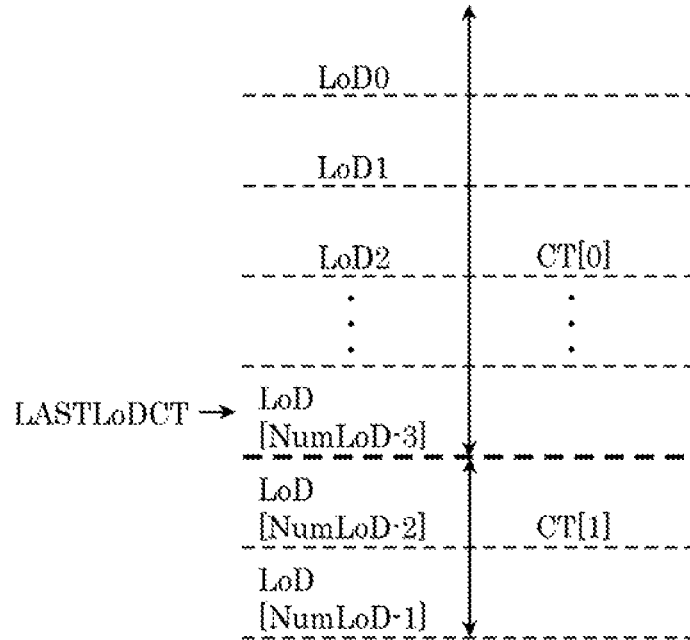 LoD0
LoD1
LoD2 CT[0]
LASTLoDCT LoD
[NumLoD-3]
LoD
[NumLoD-2] CT[1]
LoD
[NumLoD-1]